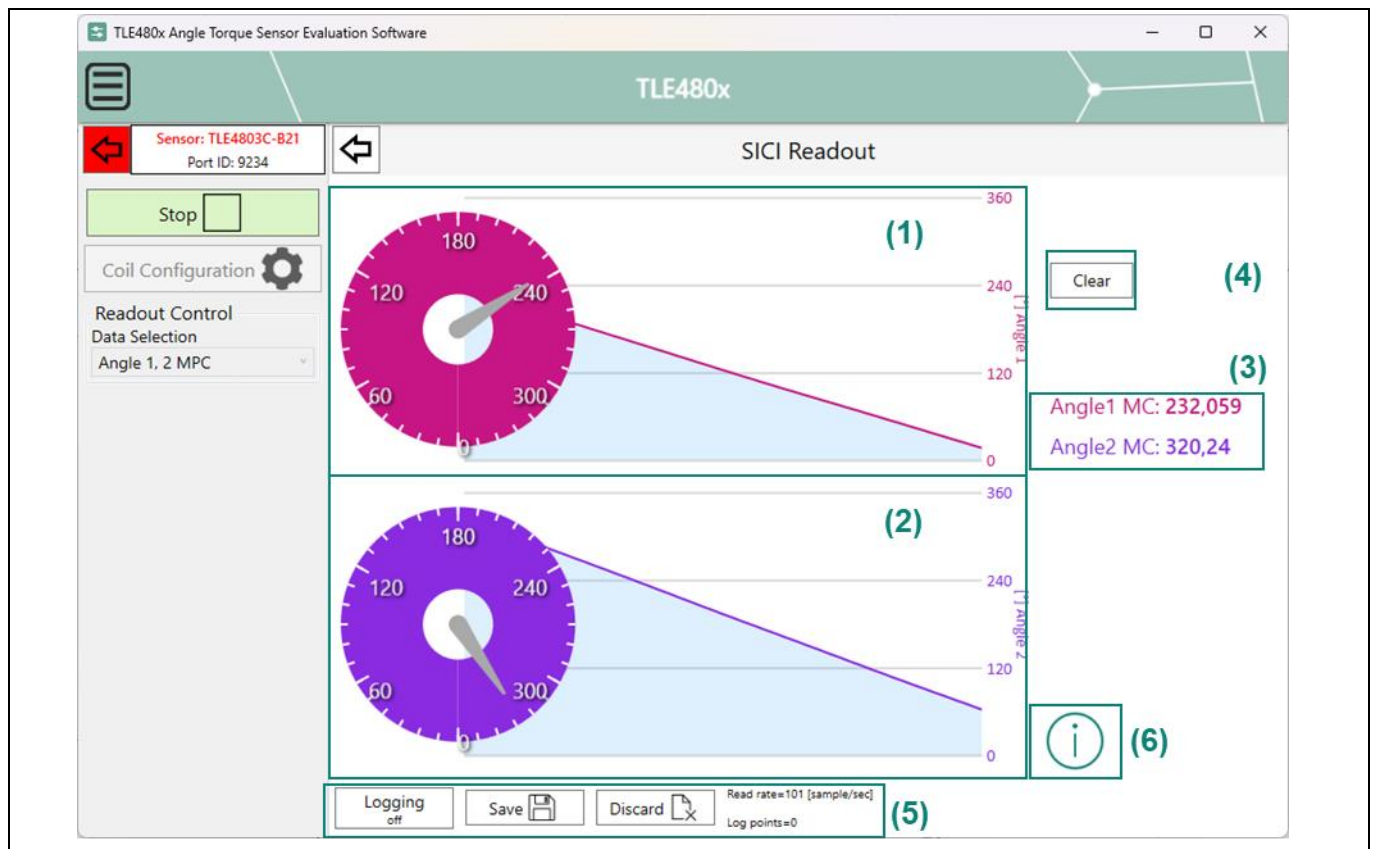 TLE480x Angle Torque Sensor Evaluation Software
TLE480x
Sensor: TLE4803C-B21
Port ID: 9234
SICI Readout
Stop
Coil Configuration
Readout Control
Data Selection
Angle 1, 2 MPC
(1)
360
240
120
0
[°] Angle 1
180
120
240
60
300
0
(2)
360
240
120
0
[°] Angle 2
180
120
240
60
300
0
Clear
(4)
(3)
Angle1 MC: 232,059
Angle2 MC: 320,24
(6)
Logging
off
Save
Discard
Read rate=101 [sample/sec]
Log points=0
(5)